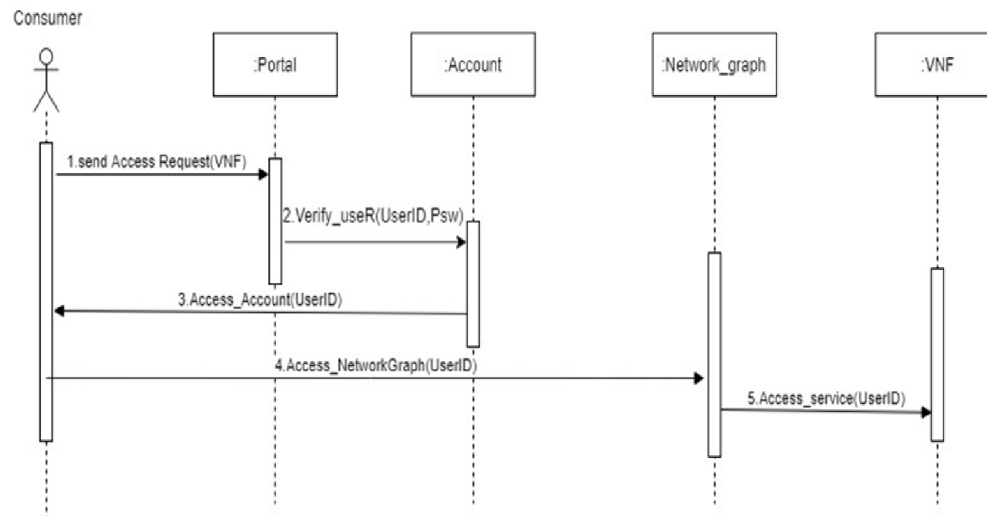 Consumer
:Portal
:Account
:Network_graph
:VNF
1.send Access Request(VNF)
2.Verify_useR(UserID,Psw)
3.Access_Account(UserID)
4.Access_NetworkGraph(UserID)
5.Access_service(UserID)